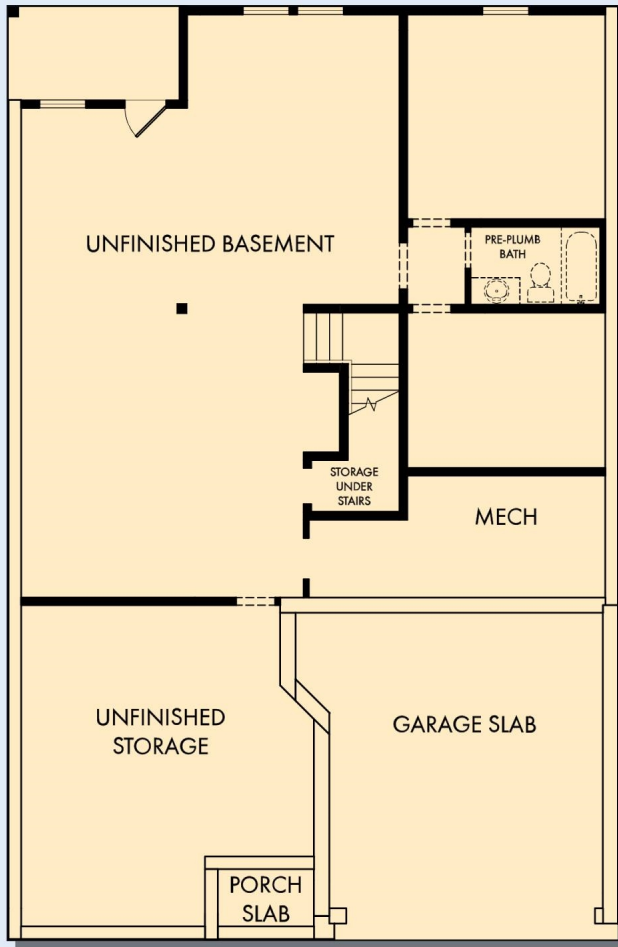 UNFINISHED BASEMENT
PRE-PLUMB
BATH
STORAGE
UNDER
STAIRS
MECH
UNFINISHED
STORAGE
GARAGE SLAB
PORCH
SLAB